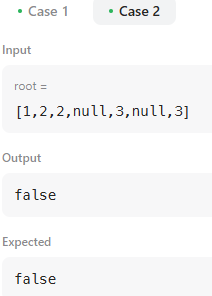 Case 1 Case 2
Input
root =
[1,2,2,null,3,null,3]
Output
false
Expected
false